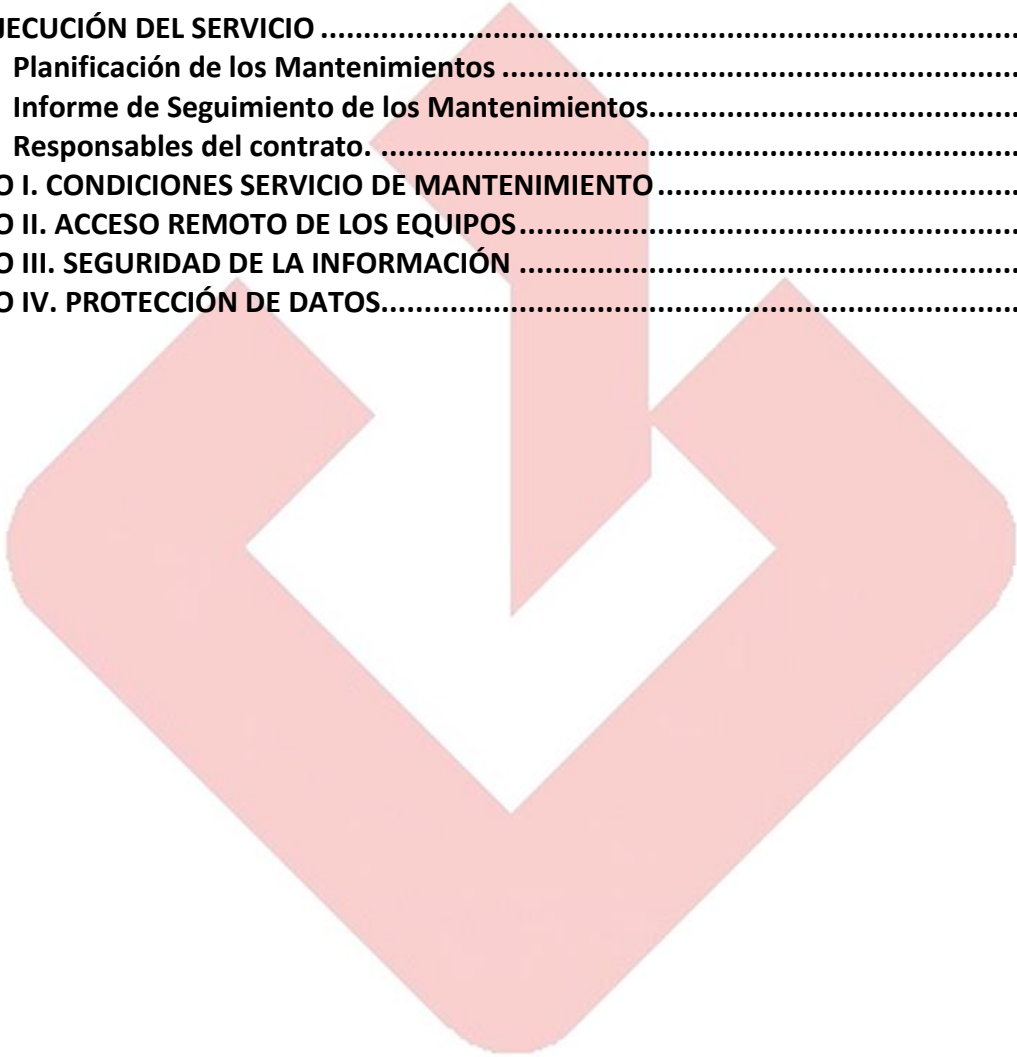 JECUCIÓN DEL SERVICIO ................................................................................
Planificación de los Mantenimientos ............................................................
Informe de Seguimiento de los Mantenimientos...........................................
Responsables del contrato. ..........................................................................
O I. CONDICIONES SERVICIO DE MANTENIMIENTO ..........................................
O II. ACCESO REMOTO DE LOS EQUIPOS..........................................................
O III. SEGURIDAD DE LA INFORMACIÓN ..........................................................
O IV. PROTECCIÓN DE DATOS..........................................................................